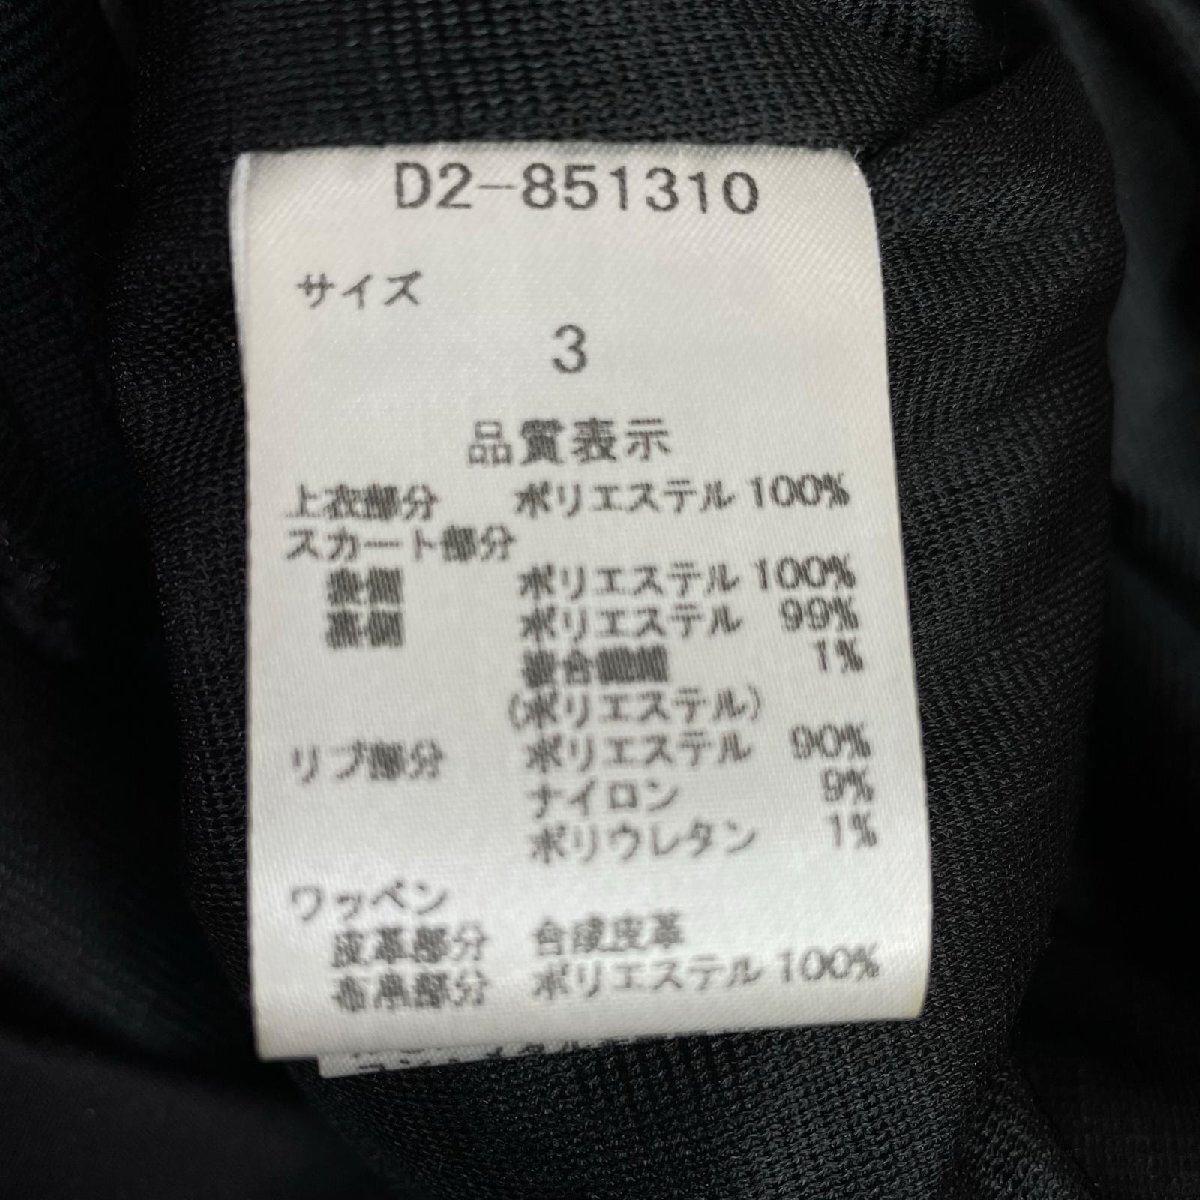 D2-851310
サイズ
3
品質表示
上衣部分 ポリエステル 100%
スカート部分
表側 ポリエステル 100%
裏側 ポリエステル 99%
複合繊維 1%
(ポリエステル)
リブ部分 ポリエステル 90%
ナイロン 9%
ポリウレタン 1%
ワッペン
皮革部分 合成皮革
布帛部分 ポリエステル 100%